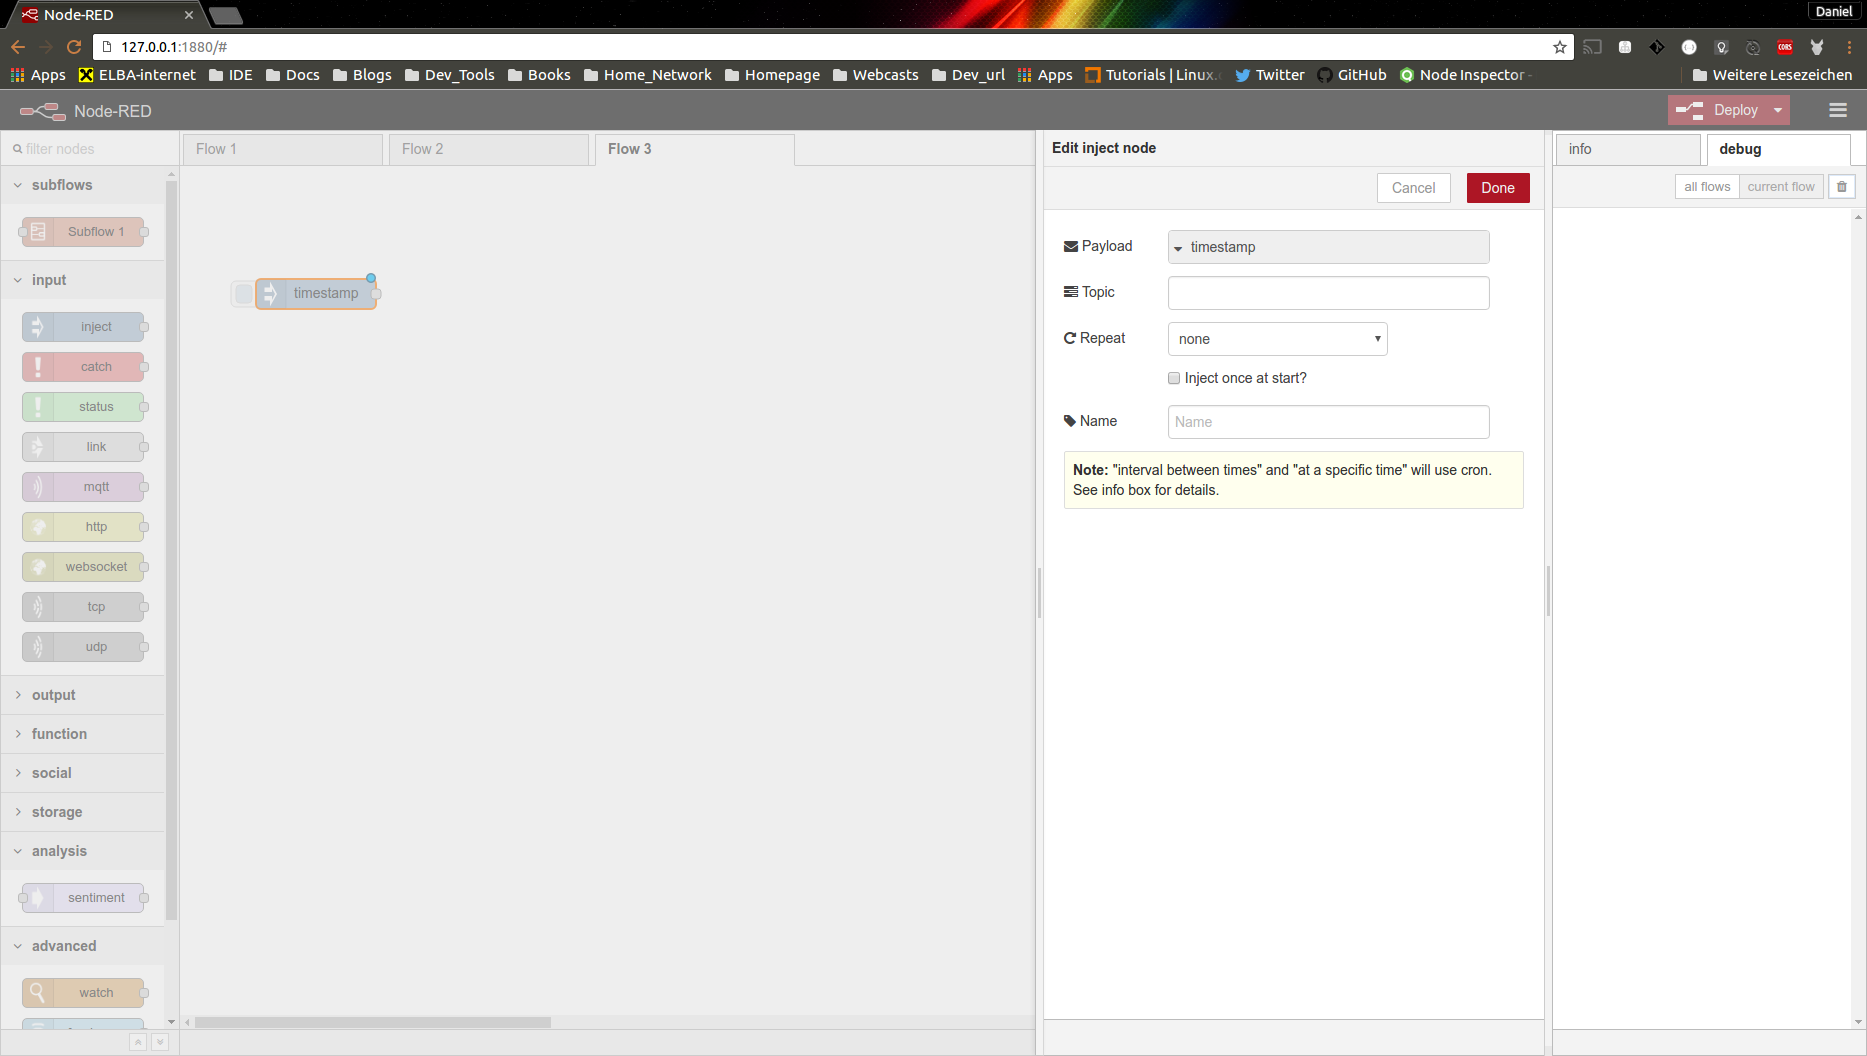 Node-RED
Daniel
127.0.0.1:1880/#
Apps ELBA-internet IDE Docs Blogs Dev_Tools Books Home_Network Homepage Webcasts Dev_url Apps Tutorials | Linux. Twitter GitHub Node Inspector - Weitere Lesezeichen
Node-RED
Deploy
filter nodes
Flow 1
Flow 2
Flow 3
subflows
Subflow 1
input
inject
catch
status
link
mqtt
http
websocket
tcp
udp
output
function
social
storage
analysis
sentiment
advanced
watch
timestamp
Edit inject node
Cancel Done
Payload timestamp
Topic
Repeat none
Inject once at start?
Name Name
Note: "interval between times" and "at a specific time" will use cron.
See info box for details.
info debug
all flows current flow
CORS